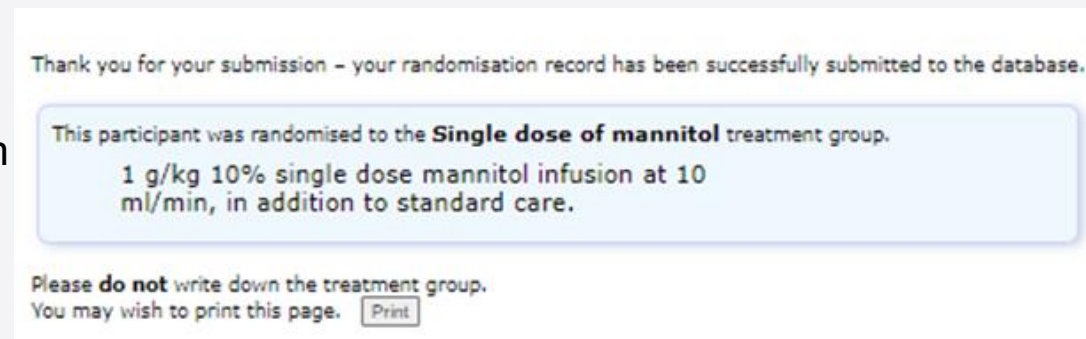 Thank you for your submission – your randomisation record has been successfully submitted to the database.
This participant was randomised to the Single dose of mannitol treatment group.
1 g/kg 10% single dose mannitol infusion at 10
ml/min, in addition to standard care.
Please do not write down the treatment group.
You may wish to print this page. Print